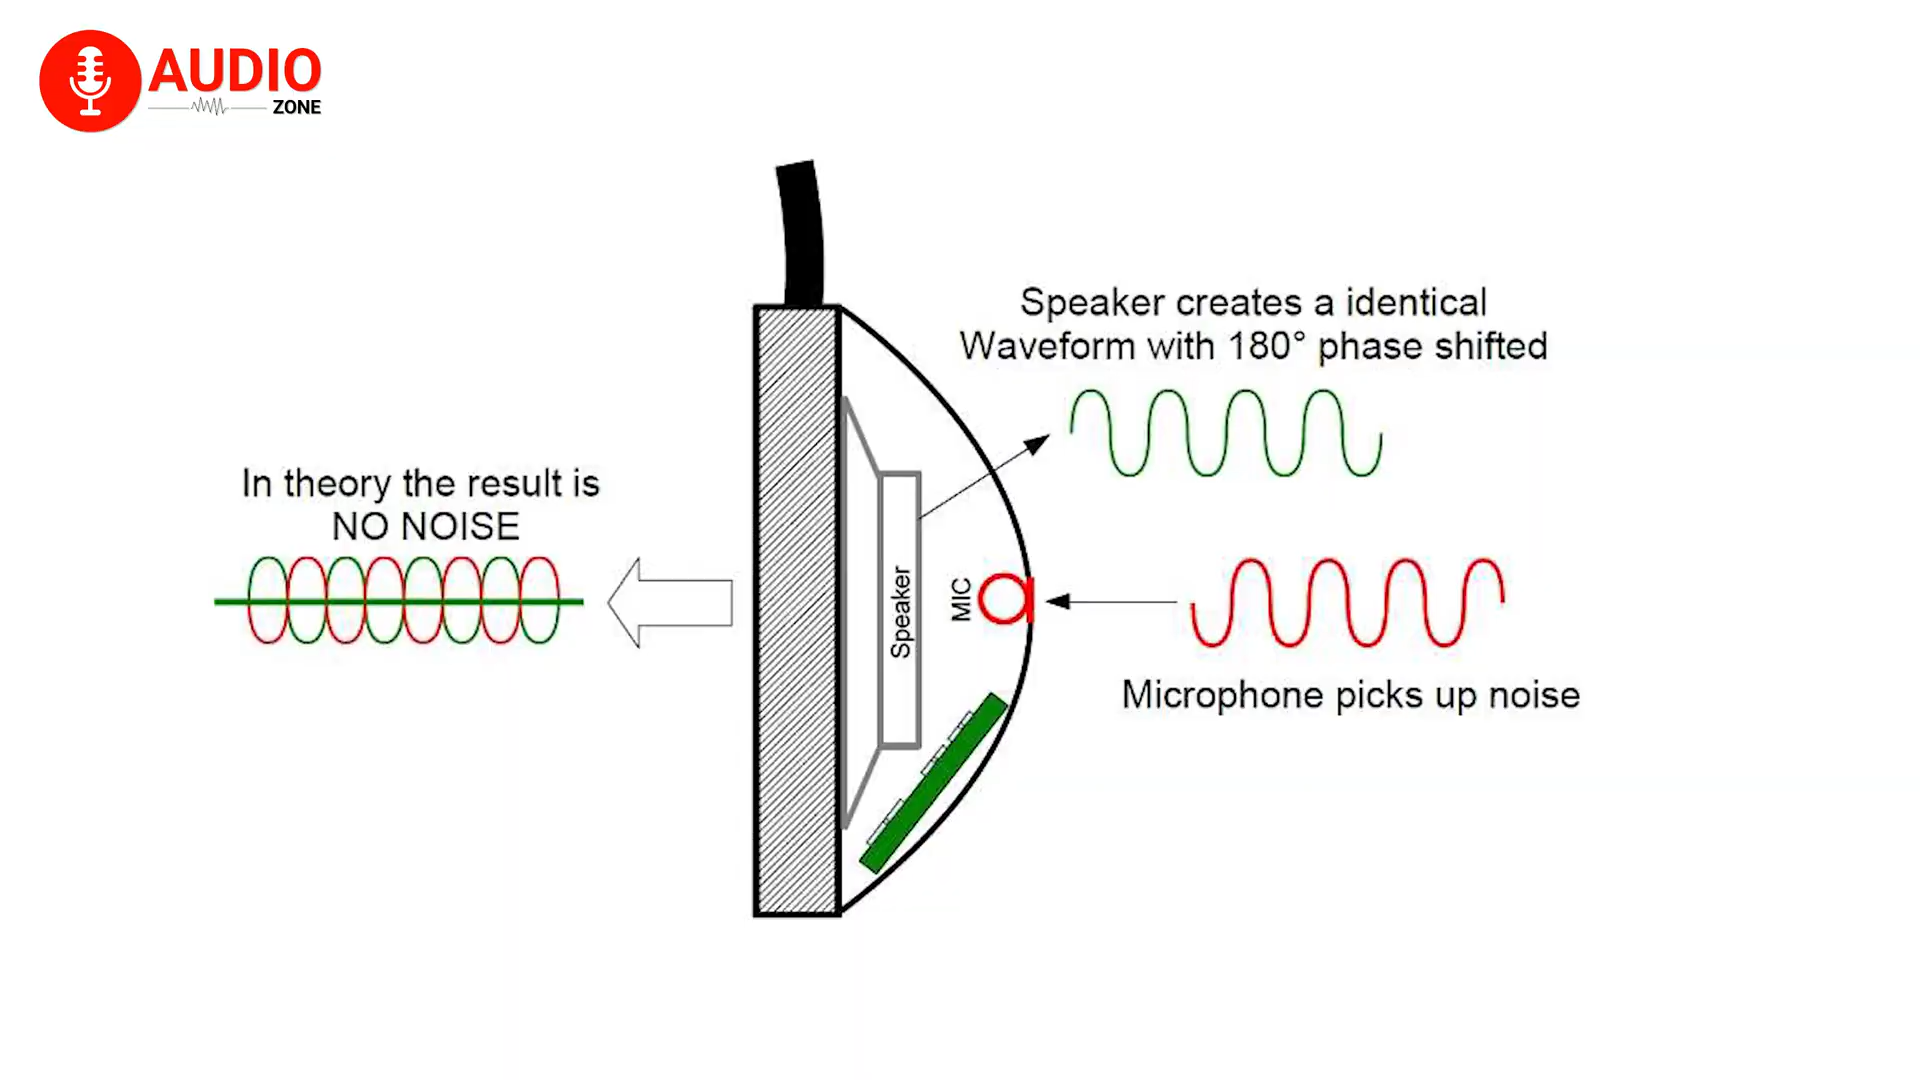 AUDIO
ZONE
Speaker creates a identical
Waveform with 180° phase shifted
In theory the result is
NO NOISE
Speaker
MIC
Microphone picks up noise